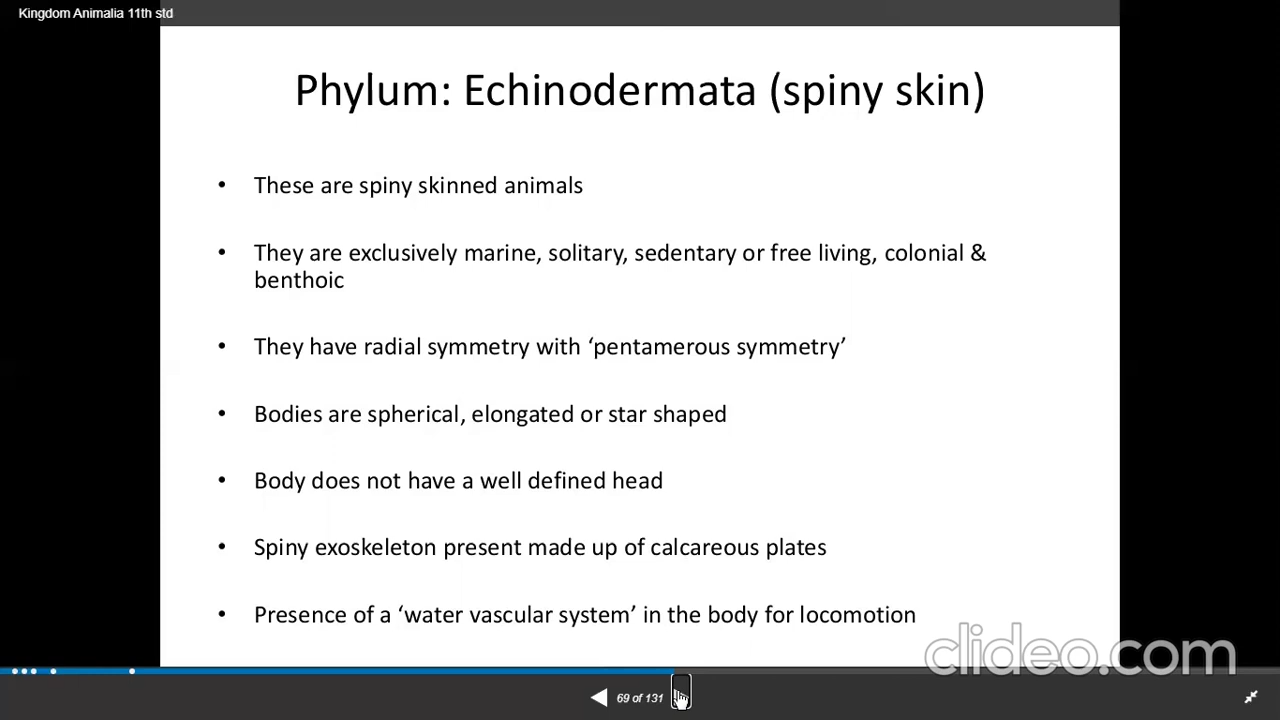 Kingdom Animalia 11th std
Phylum: Echinodermata (spiny skin)
• These are spiny skinned animals
• They are exclusively marine, solitary, sedentary or free living, colonial &
benthoic
• They have radial symmetry with ‘pentamerous symmetry’
• Bodies are spherical, elongated or star shaped
• Body does not have a well defined head
• Spiny exoskeleton present made up of calcareous plates
• Presence of a ‘water vascular system’ in the body for locomotion
clideo.com
69 of 131